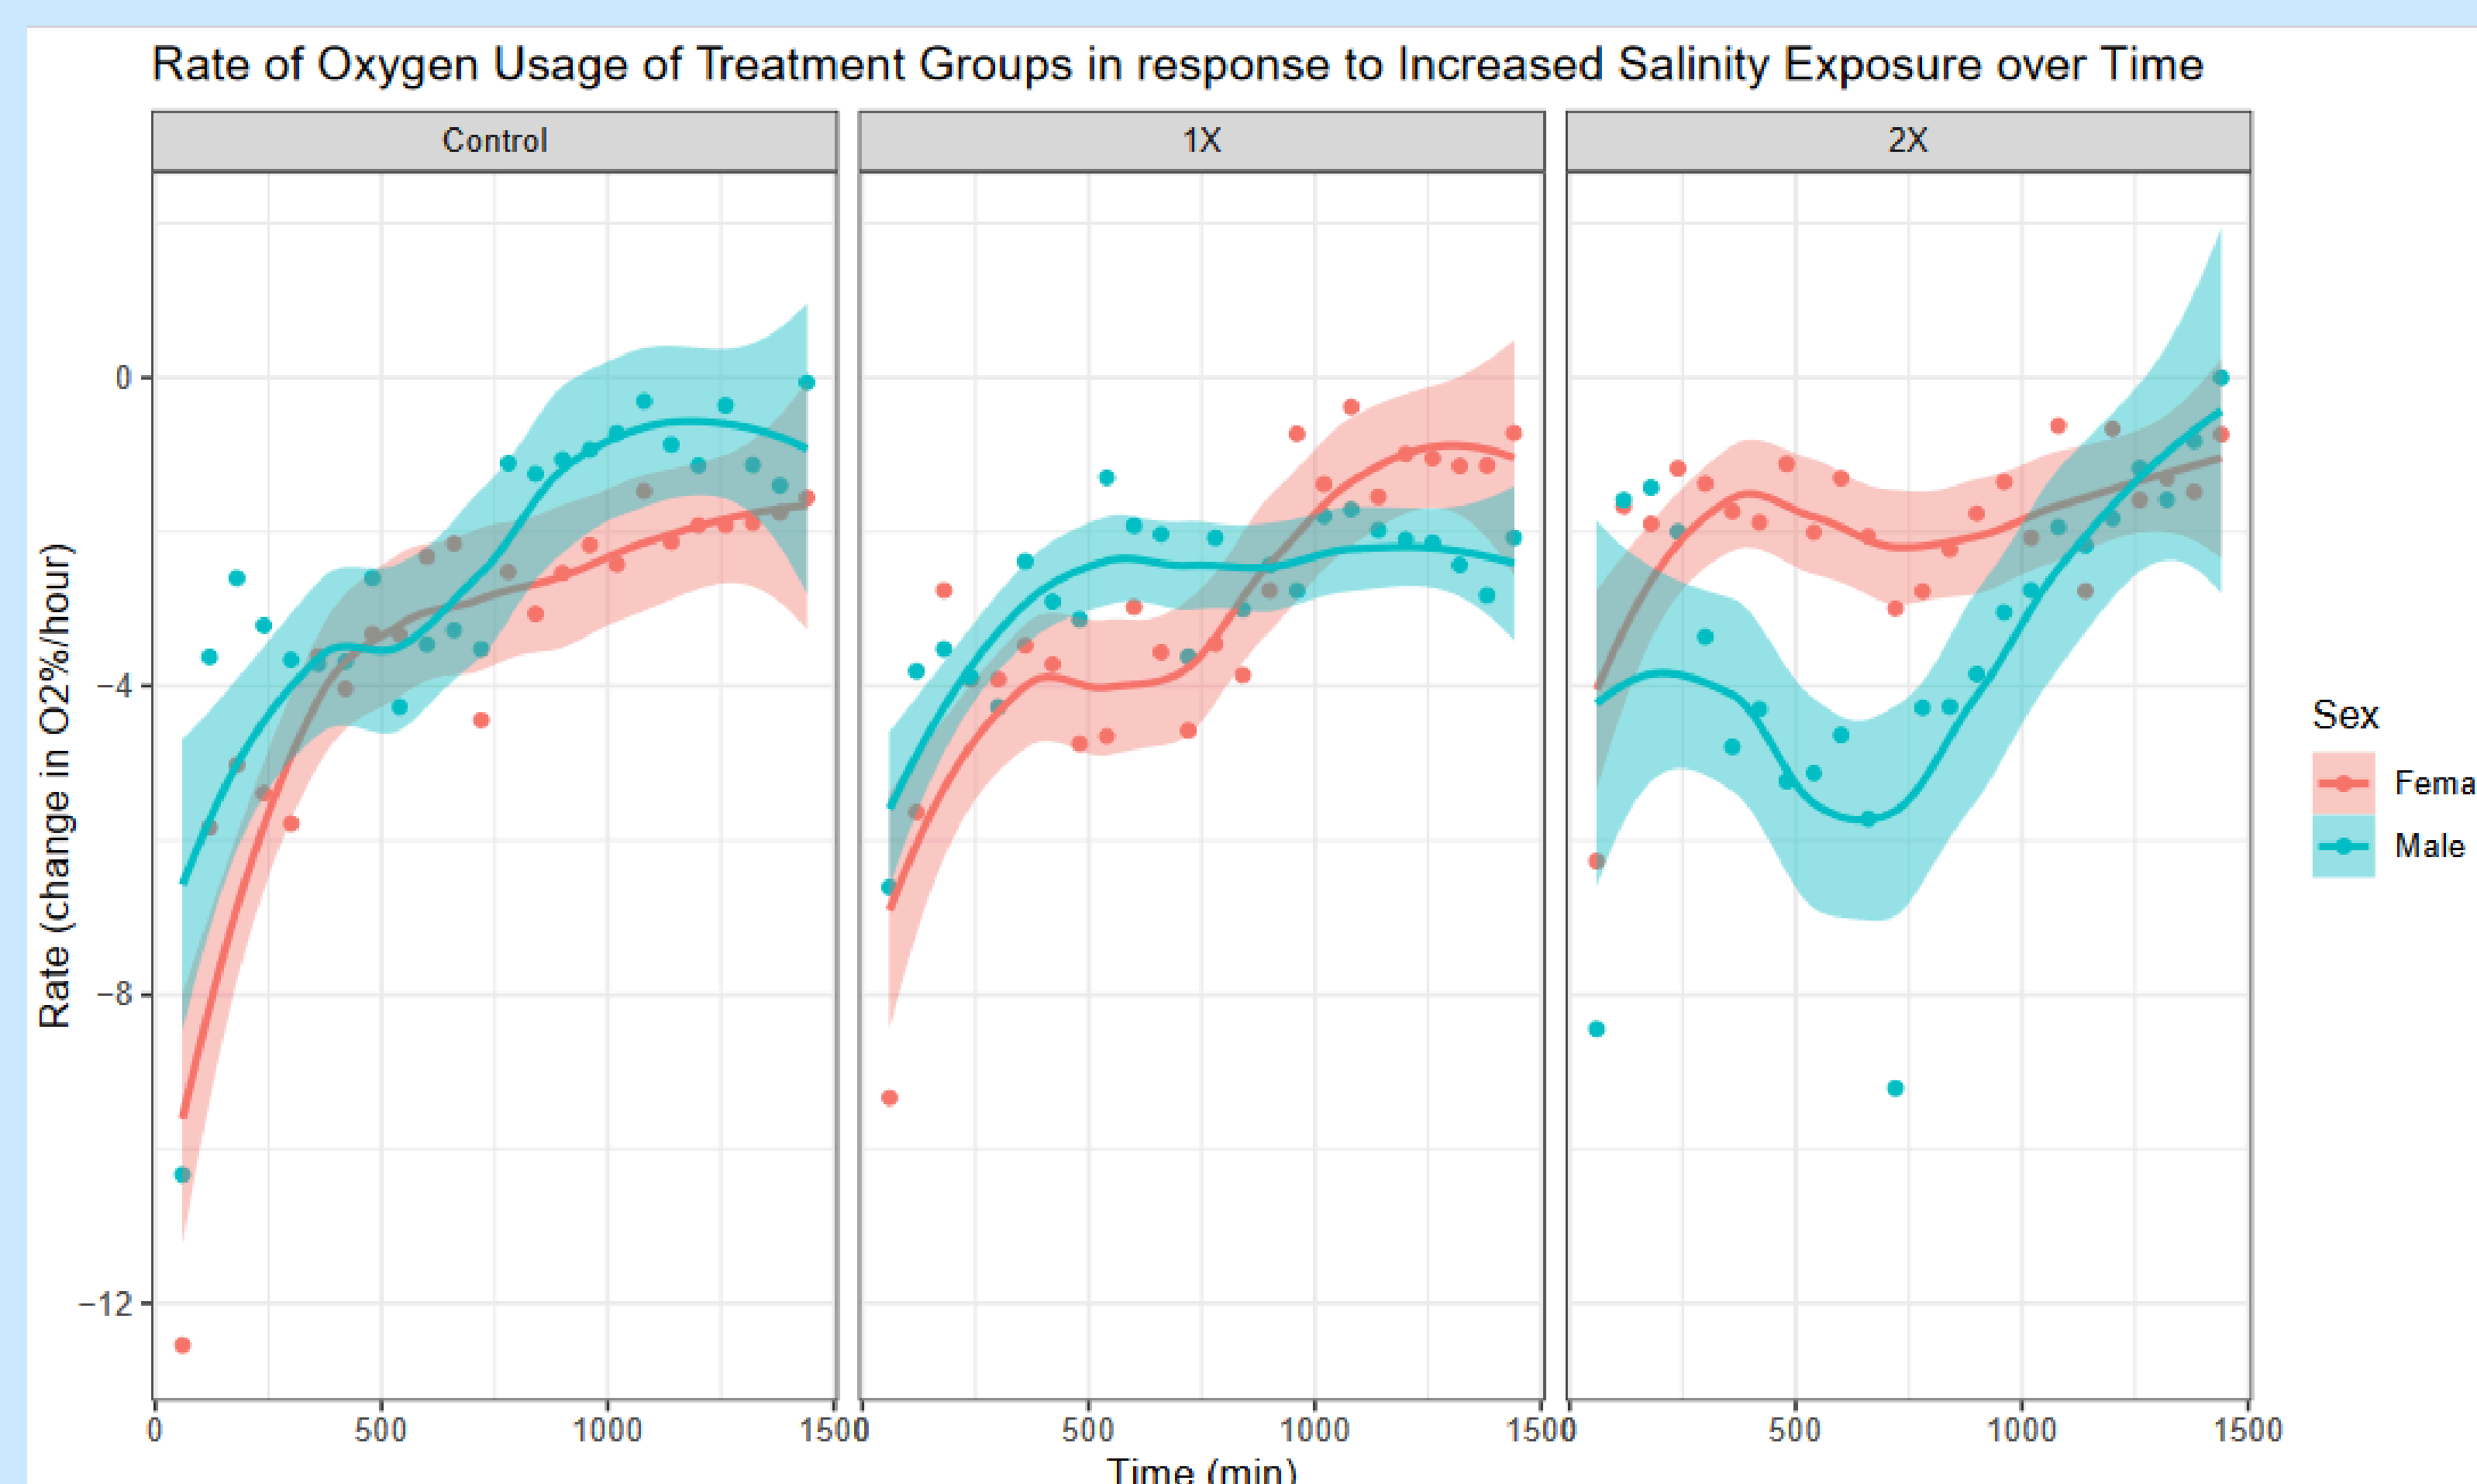 Rate of Oxygen Usage of Treatment Groups in response to Increased Salinity Exposure over Time
Control 1X 2X
0
−4
−8
−12
Rate (change in O2%/hour)
0 500 1000 1500 0 500 1000 1500 0 500 1000 1500
Time (min)
Sex
Fema
Male